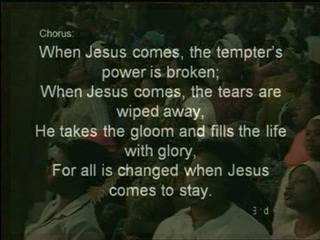 Chorus:
When Jesus comes, the tempter's
power is broken;
When Jesus comes, the tears are
wiped away,
He takes the gloom and fills the life
with glory,
For all is changed when Jesus
comes to stay.